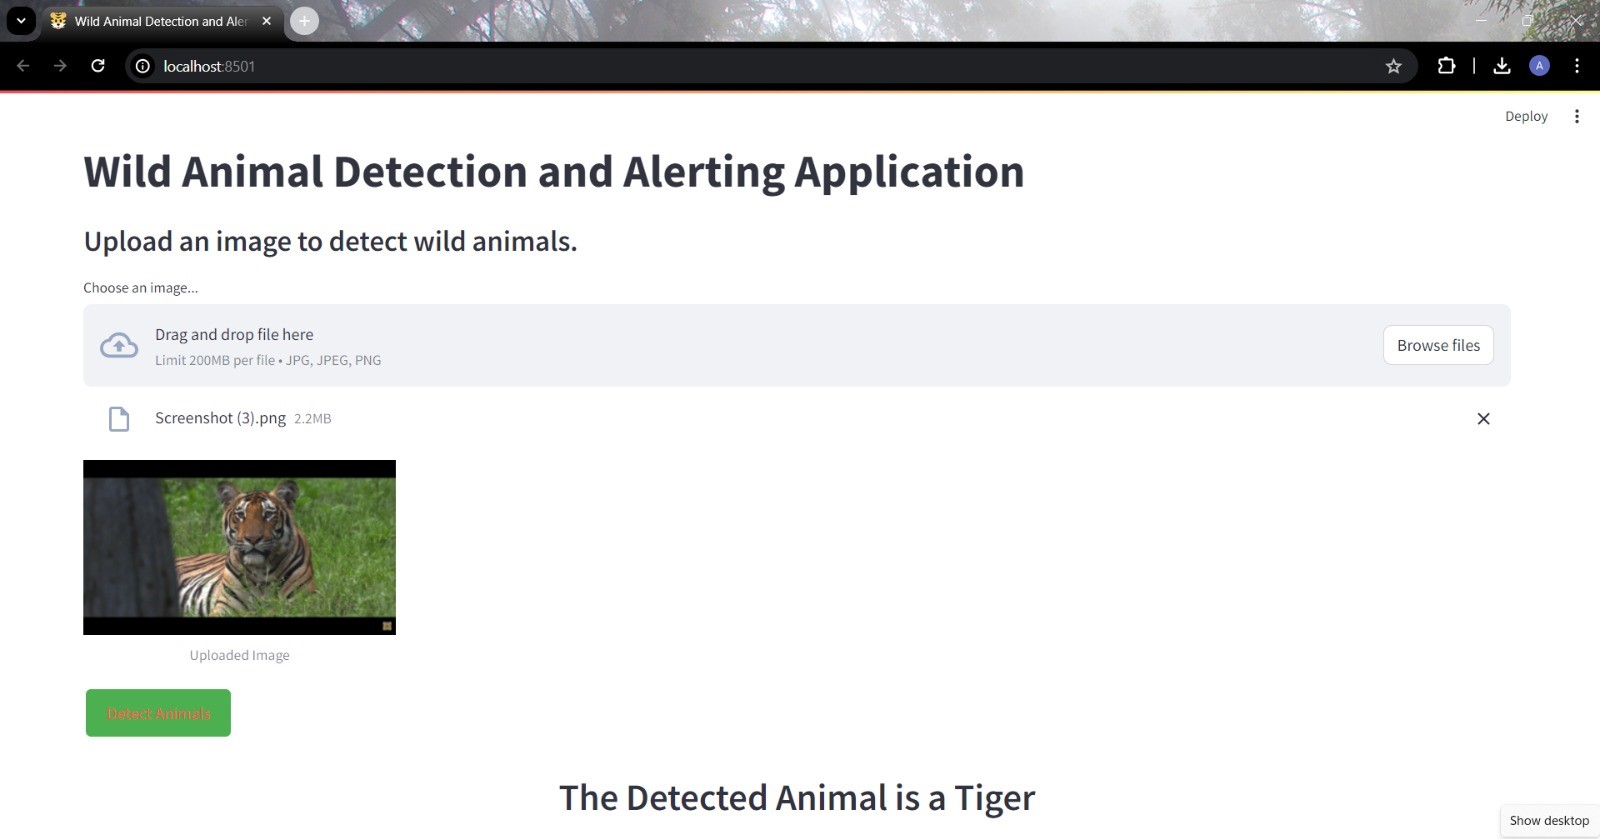 Wild Animal Detection and Aler
localhost:8501
A
Deploy
Wild Animal Detection and Alerting Application
Upload an image to detect wild animals.
Choose an image...
Drag and drop file here
Limit 200MB per file • JPG, JPEG, PNG
Browse files
Screenshot (3).png 2.2MB
Uploaded Image
Detect Animals
The Detected Animal is a Tiger
Show desktop